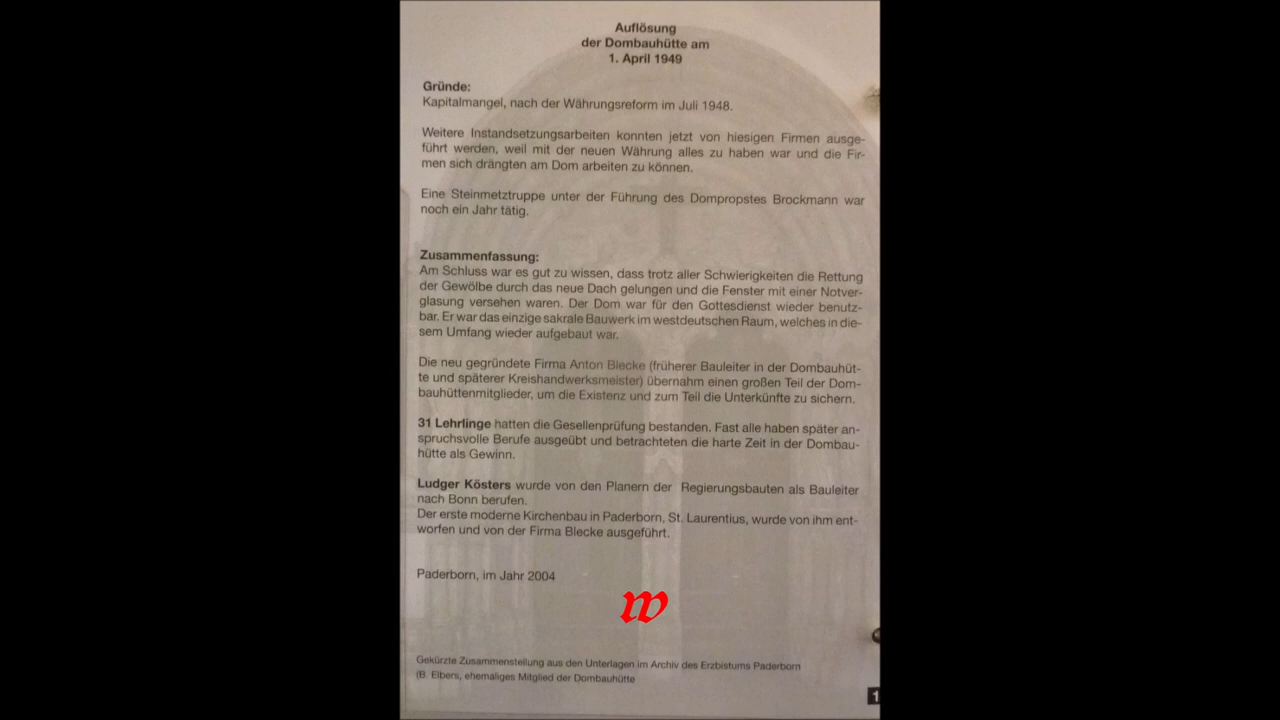 Auflösung
der Dombauhütte am
1. April 1949
Gründe:
Kapitalmangel, nach der Währungsreform im Juli 1948.
Weitere Instandsetzungsarbeiten konnten jetzt von hiesigen Firmen ausge-
führt werden, weil mit der neuen Währung alles zu haben war und die Fir-
men sich drängten am Dom arbeiten zu können.
Eine Steinmetztruppe unter der Führung des Dompropstes Brockmann war
noch ein Jahr tätig.
Zusammenfassung:
Am Schluss war es gut zu wissen, dass trotz aller Schwierigkeiten die Rettung
der Gewölbe durch das neue Dach gelungen und die Fenster mit einer Notver-
glasung versehen waren. Der Dom war für den Gottesdienst wieder benutz-
bar. Er war das einzige sakrale Bauwerk im westdeutschen Raum, welches in die-
sem Umfang wieder aufgebaut war.
Die neu gegründete Firma Anton Blecke (früherer Bauleiter in der Dombauhüt-
te und späterer Kreishandwerksmeister) übernahm einen großen Teil der Dom-
bauhüttenmitglieder, um die Existenz und zum Teil die Unterkünfte zu sichern.
31 Lehrlinge hatten die Gesellenprüfung bestanden. Fast alle haben später an-
spruchsvolle Berufe ausgeübt und betrachteten die harte Zeit in der Dombau-
hütte als Gewinn.
Ludger Kösters wurde von den Planern der Regierungsbauten als Bauleiter
nach Bonn berufen.
Der erste moderne Kirchenbau in Paderborn, St. Laurentius, wurde von ihm ent-
worfen und von der Firma Blecke ausgeführt.
Paderborn, im Jahr 2004
w
Gekürzte Zusammenstellung aus den Unterlagen im Archiv des Erzbistums Paderborn
(B. Elbers, ehemaliges Mitglied der Dombauhütte
1